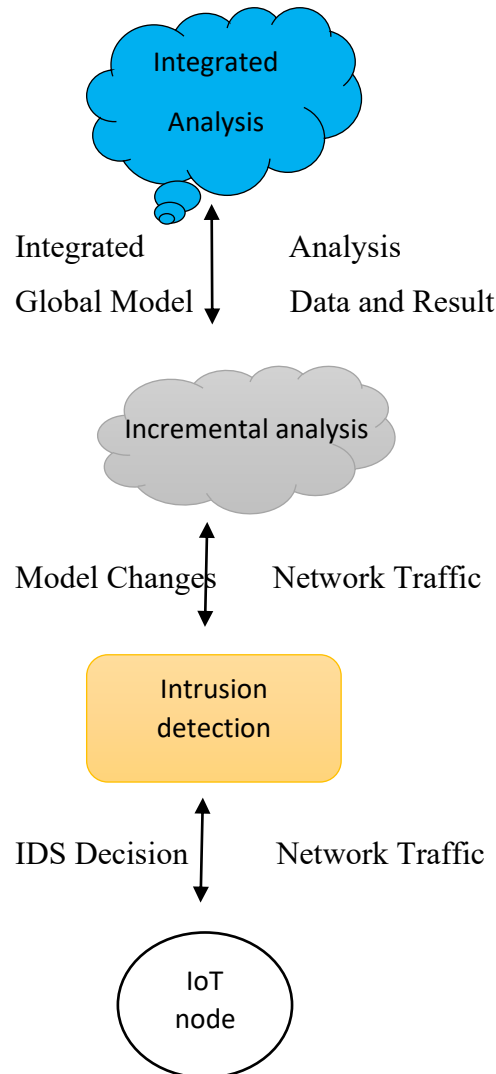 Integrated
Analysis
Integrated Analysis
Global Model Data and Result
Incremental analysis
Model Changes Network Traffic
Intrusion
detection
IDS Decision Network Traffic
IoT
node